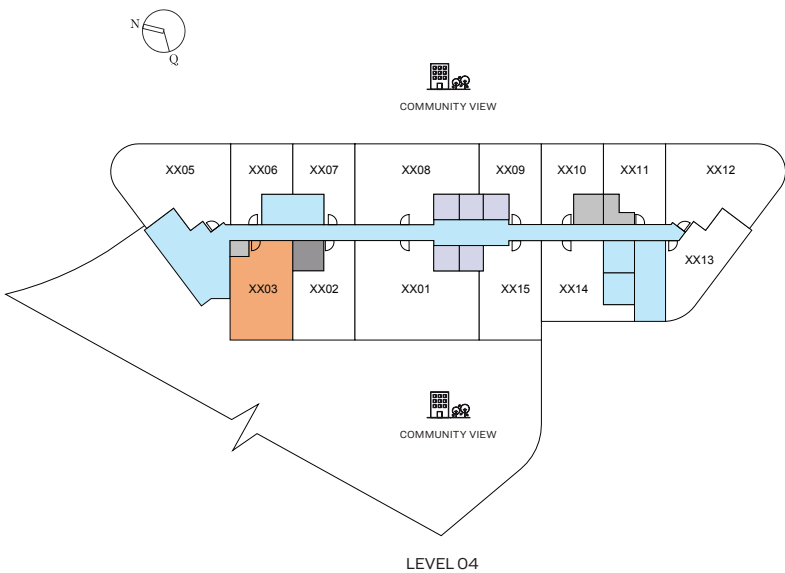 N
Q
COMMUNITY VIEW
XX05
XX06
XX07
XX08
XX09
XX10
XX11
XX12
XX13
XX03
XX02
XX01
XX15
XX14
COMMUNITY VIEW
LEVEL 04